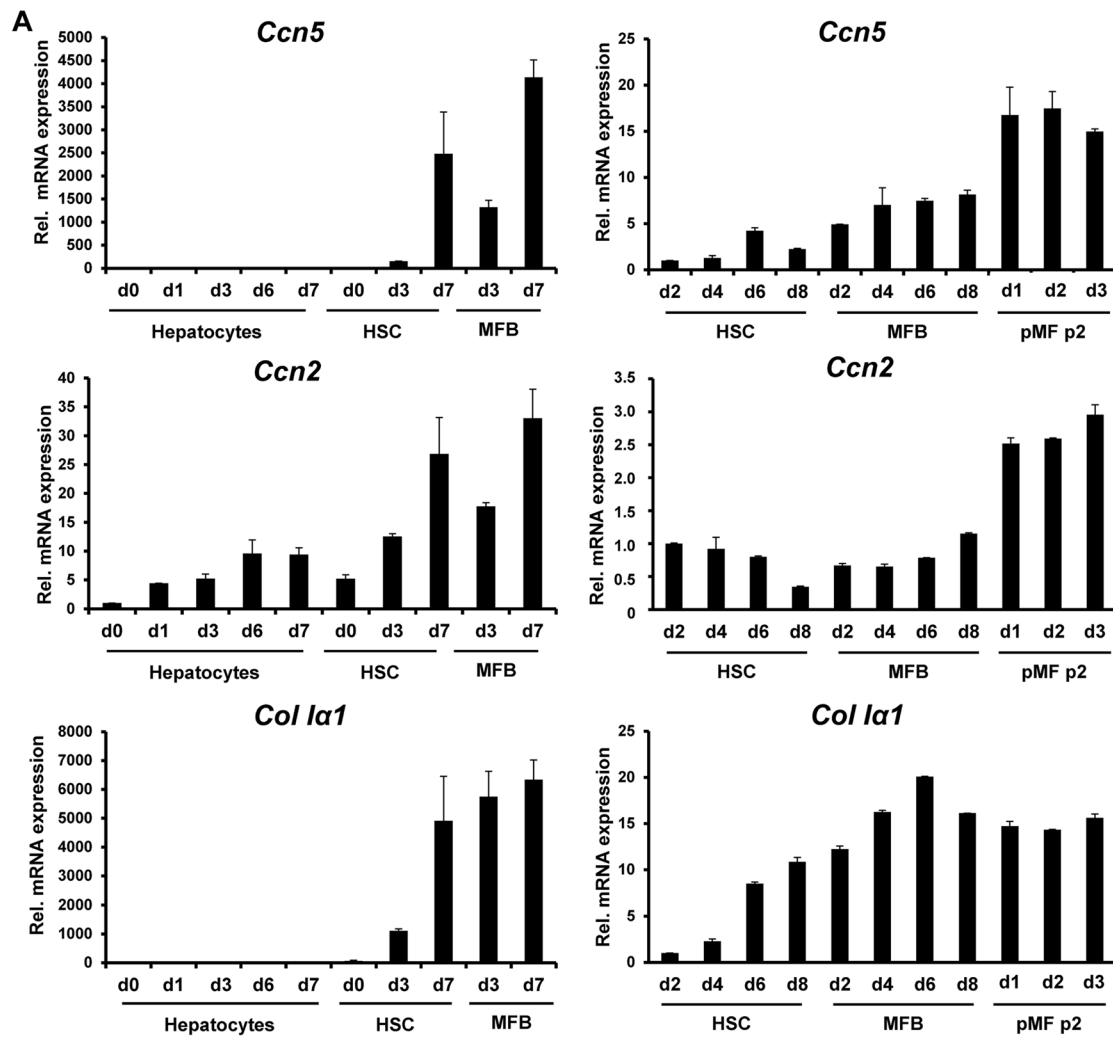 A
Ccn5
Rel. mRNA expression
5000
4500
4000
3500
3000
2500
2000
1500
1000
500
0
d0 d1 d3 d6 d7 d0 d3 d7 d3 d7
Hepatocytes HSC MFB
Ccn5
Rel. mRNA expression
25
20
15
10
5
0
d2 d4 d6 d8 d2 d4 d6 d8 d1 d2 d3
HSC MFB pMF p2
Ccn2
Rel. mRNA expression
40
35
30
25
20
15
10
5
0
d0 d1 d3 d6 d7 d0 d3 d7 d3 d7
Hepatocytes HSC MFB
Ccn2
Rel. mRNA expression
3.5
3.0
2.5
2.0
1.5
1.0
0.5
0
d2 d4 d6 d8 d2 d4 d6 d8 d1 d2 d3
HSC MFB pMF p2
Col Iα1
Rel. mRNA expression
8000
7000
6000
5000
4000
3000
2000
1000
0
d0 d1 d3 d6 d7 d0 d3 d7 d3 d7
Hepatocytes HSC MFB
Col Iα1
Rel. mRNA expression
25
20
15
10
5
0
d2 d4 d6 d8 d2 d4 d6 d8 d1 d2 d3
HSC MFB pMF p2